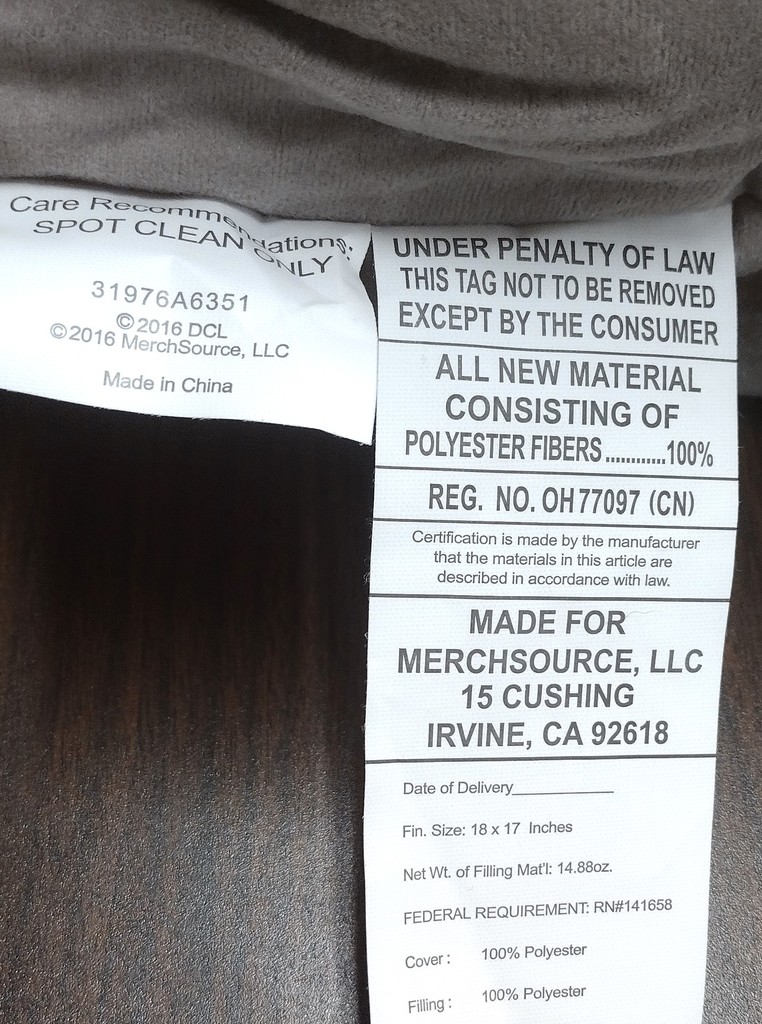 Care Recommendations:
SPOT CLEAN ONLY
31976A6351
©2016 DCL
©2016 MerchSource, LLC
Made in China
UNDER PENALTY OF LAW
THIS TAG NOT TO BE REMOVED
EXCEPT BY THE CONSUMER
ALL NEW MATERIAL
CONSISTING OF
POLYESTER FIBERS ............100%
REG. NO. OH77097 (CN)
Certification is made by the manufacturer
that the materials in this article are
described in accordance with law.
MADE FOR
MERCHSOURCE, LLC
15 CUSHING
IRVINE, CA 92618
Date of Delivery______________
Fin. Size: 18 x 17 Inches
Net Wt. of Filling Mat'l: 14.88oz.
FEDERAL REQUIREMENT: RN#141658
Cover : 100% Polyester
Filling : 100% Polyester